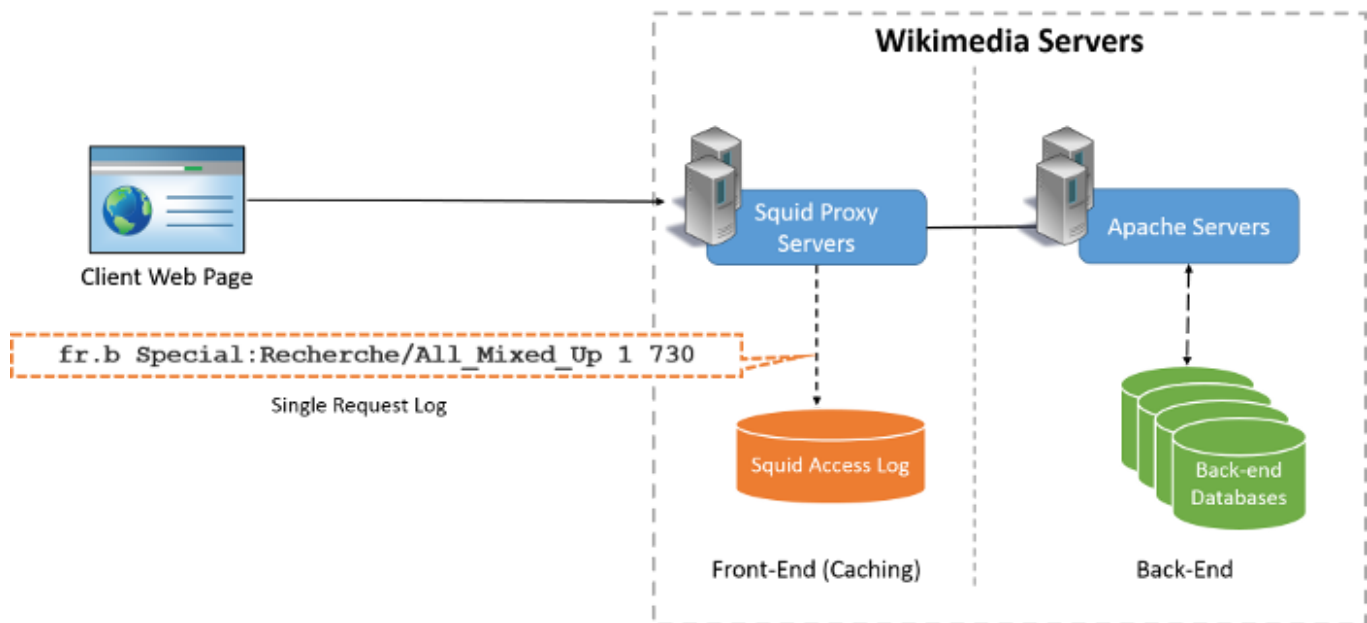 Wikimedia Servers
Client Web Page
Squid Proxy
Servers
Apache Servers
fr.b Special:Recherche/All_Mixed_Up 1 730
Single Request Log
Squid Access Log
Back-end
Databases
Front-End (Caching)
Back-End